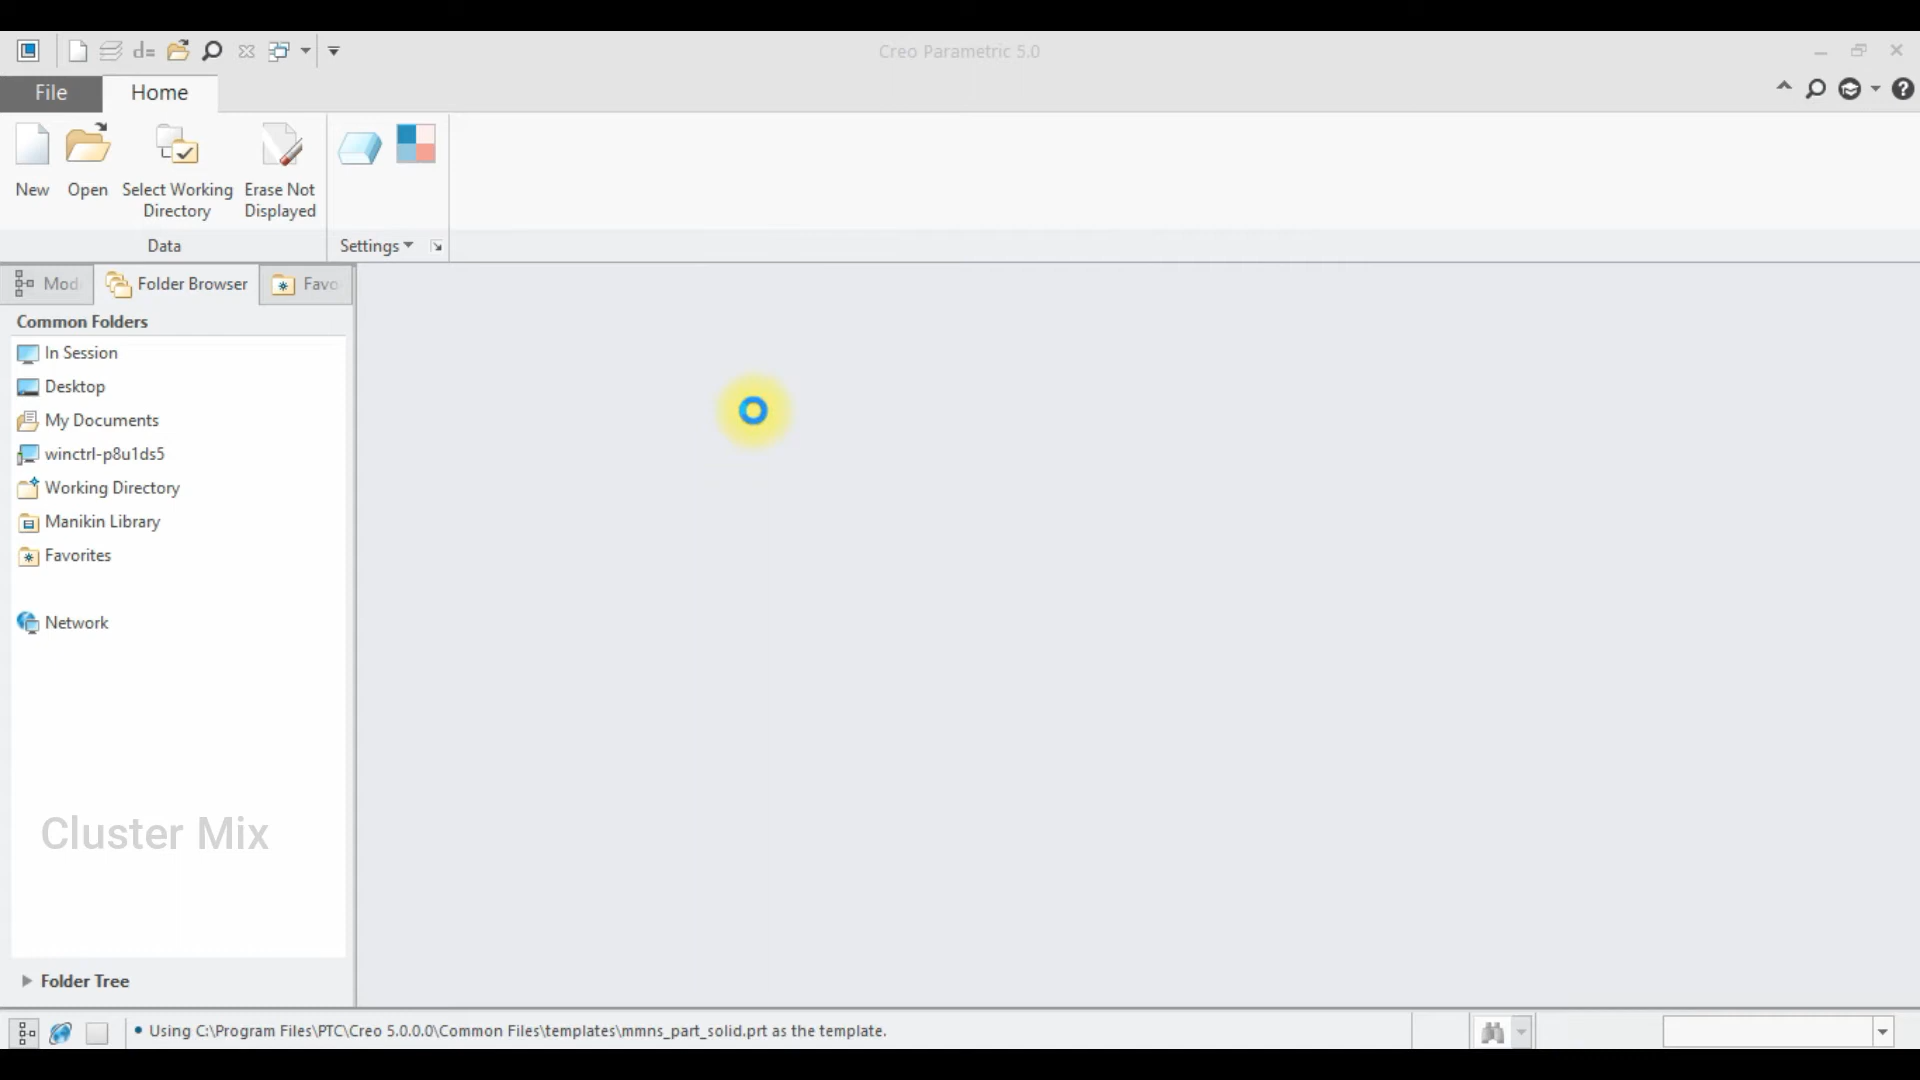 d=
Creo Parametric 5.0
File
Home
New
Open
Select Working
Directory
Erase Not
Displayed
Data
Settings
Mod
Folder Browser
Favo
Common Folders
In Session
Desktop
My Documents
winctrl-p8u1ds5
Working Directory
Manikin Library
Favorites
Network
Cluster Mix
Folder Tree
• Using C:\Program Files\PTC\Creo 5.0.0.0\Common Files\templates\mmns_part_solid.prt as the template.